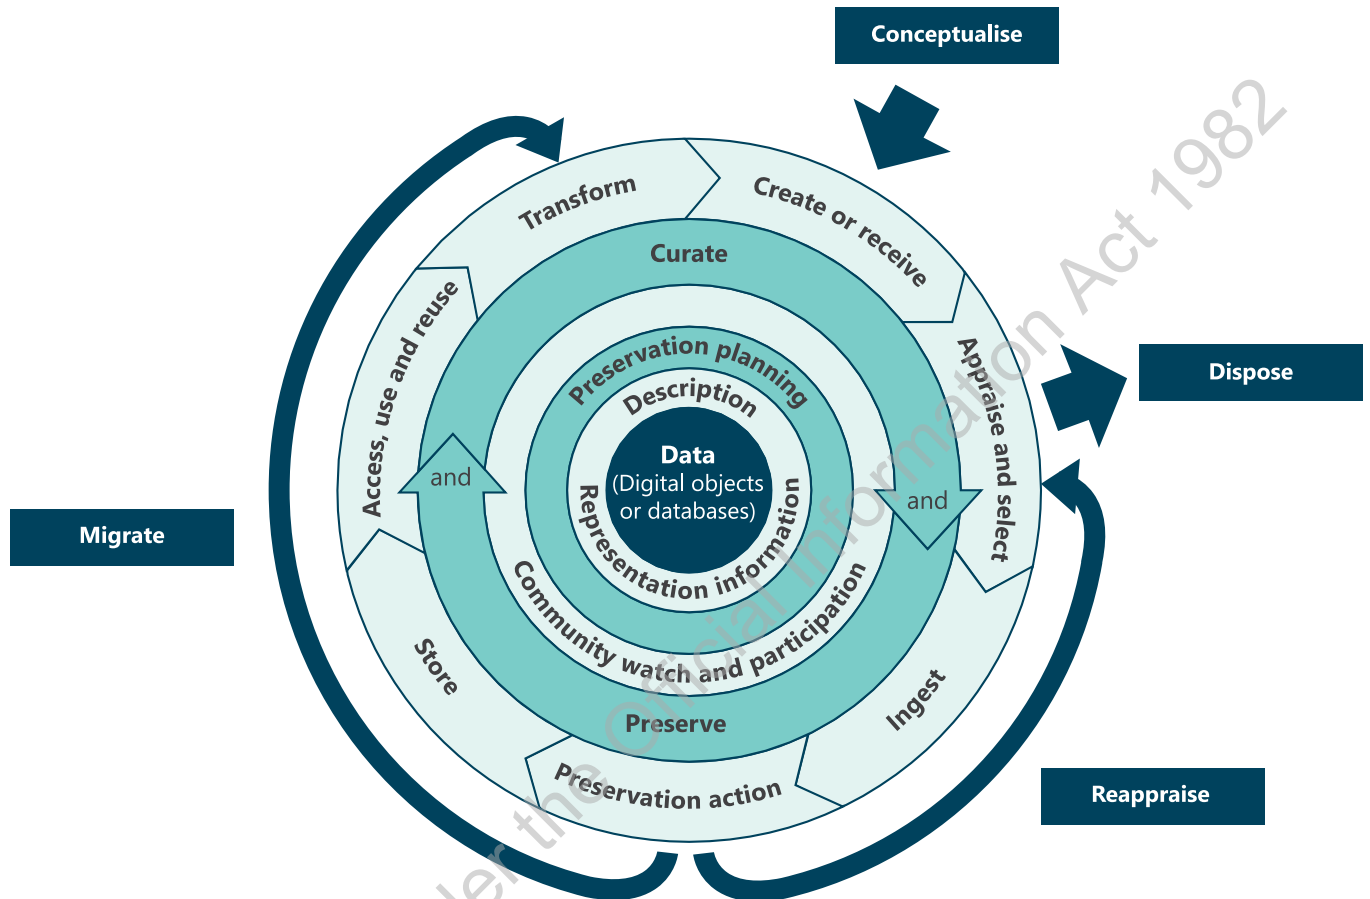 Conceptualise
Transform
Create or receive
Curate
Access, use and reuse
Appraise and select
Preservation planning
Description
Dispose
Data
(Digital objects
or databases)
and
and
Representation information
Migrate
Community watch and participation
Store
Ingest
Preserve
Preservation action
Reappraise
the Official Information Act 1982